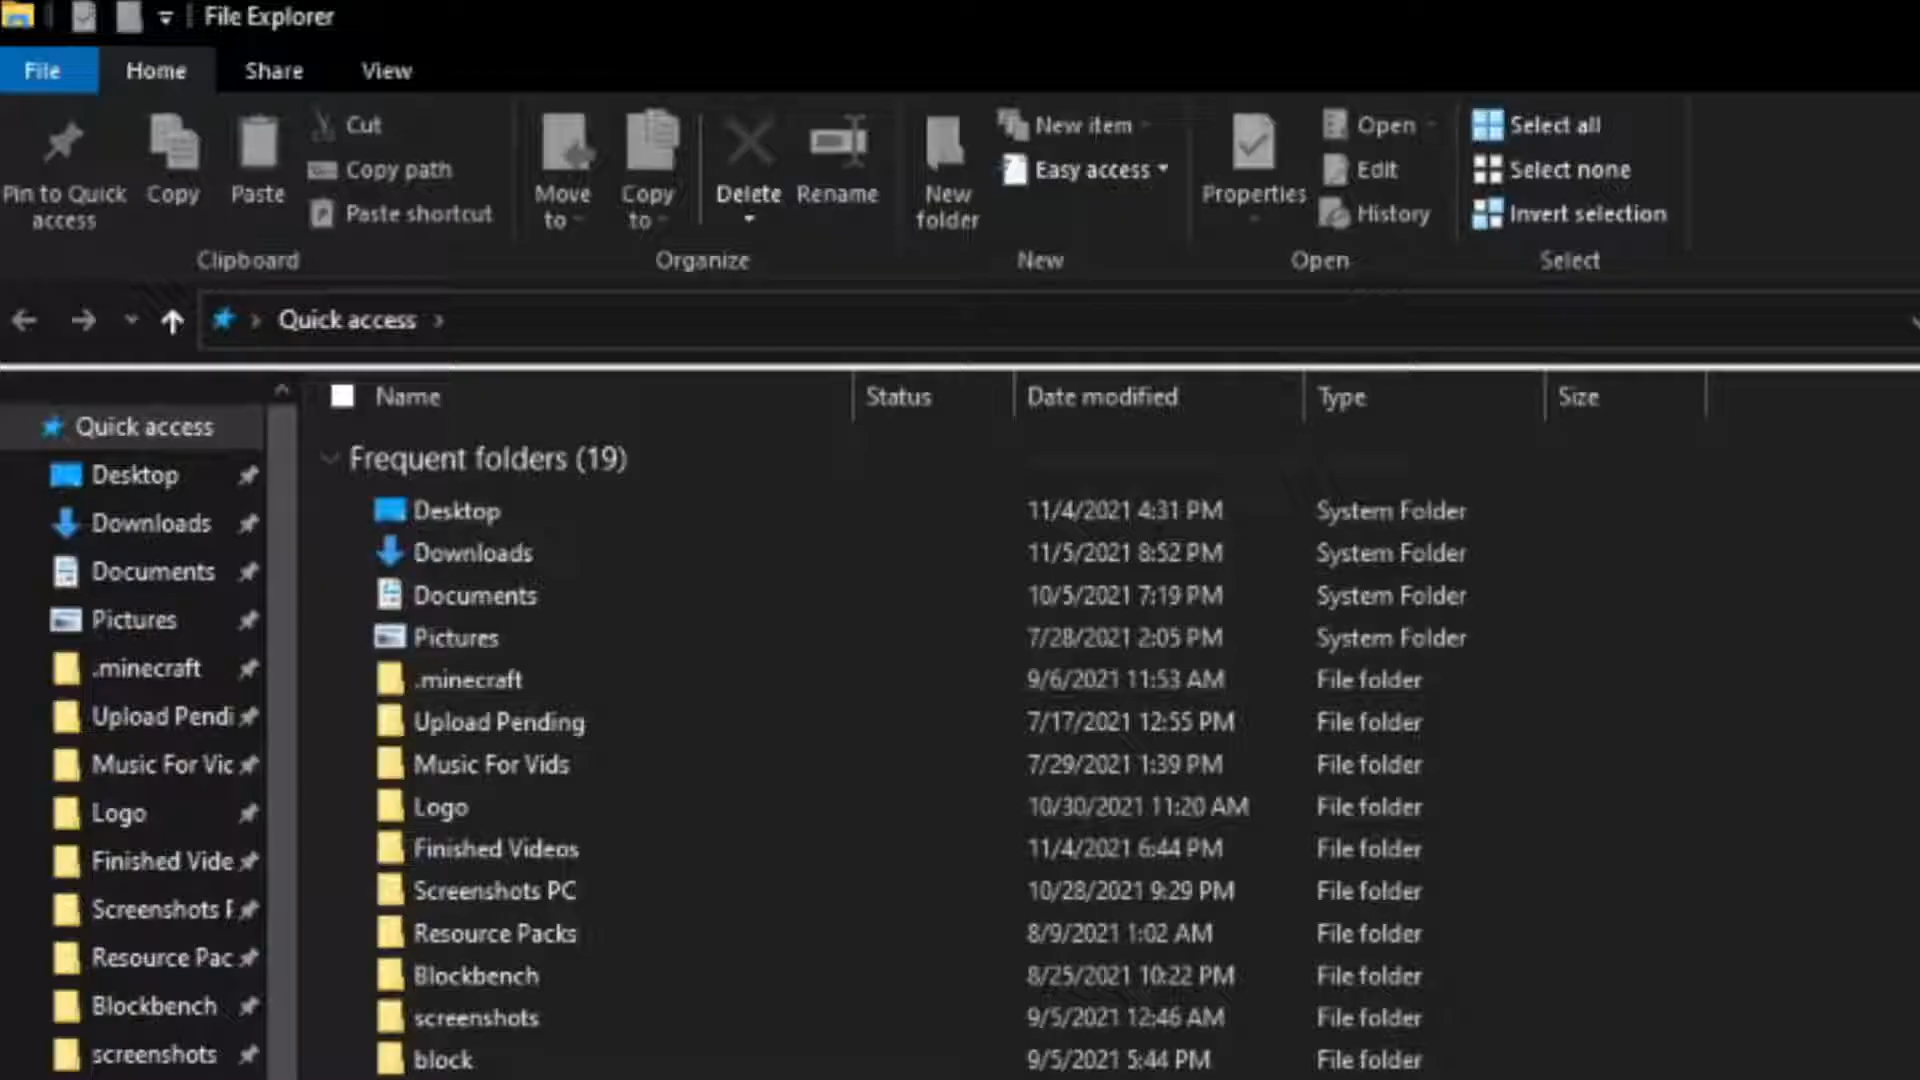 File Explorer
File Home Share View
Pin to Quick access
Copy
Paste
Cut
Copy path
Paste shortcut
Clipboard
Move to
Copy to
Delete
Rename
Organize
New folder
New item
Easy access
New
Properties
Open
Edit
History
Open
Select all
Select none
Invert selection
Select
Quick access
Quick access
Desktop
Downloads
Documents
Pictures
.minecraft
Upload Pendi
Music For Vic
Logo
Finished Vide
Screenshots
Resource Pac
Blockbench
screenshots
Name Status Date modified Type Size
Frequent folders (19)
Desktop 11/4/2021 4:31 PM System Folder
Downloads 11/5/2021 8:52 PM System Folder
Documents 10/5/2021 7:19 PM System Folder
Pictures 7/28/2021 2:05 PM System Folder
.minecraft 9/6/2021 11:53 AM File folder
Upload Pending 7/17/2021 12:55 PM File folder
Music For Vids 7/29/2021 1:39 PM File folder
Logo 10/30/2021 11:20 AM File folder
Finished Videos 11/4/2021 6:44 PM File folder
Screenshots PC 10/28/2021 9:29 PM File folder
Resource Packs 8/9/2021 1:02 AM File folder
Blockbench 8/25/2021 10:22 PM File folder
screenshots 9/5/2021 12:46 AM File folder
block 9/5/2021 5:44 PM File folder